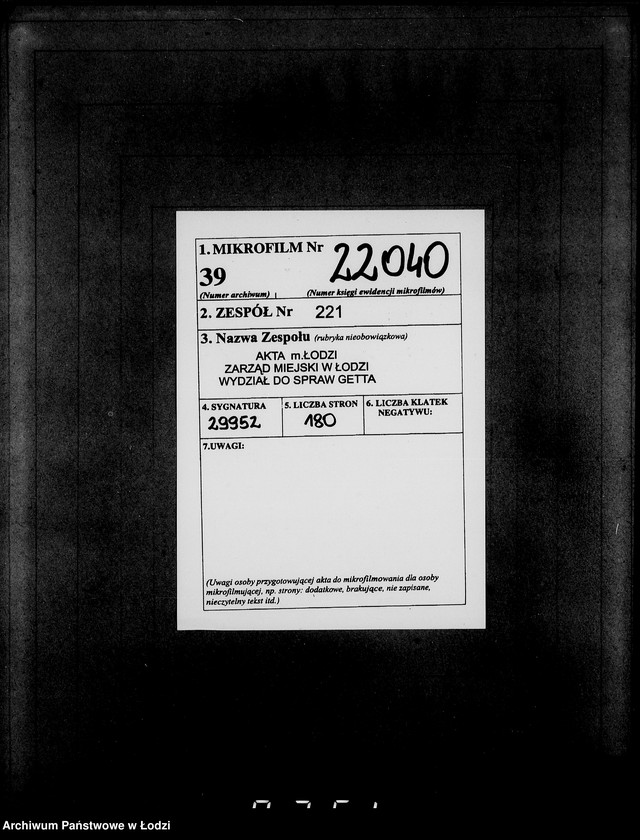 1. MIKROFILM Nr 22040
39
(Numer archiwum) (Numer księgi ewidencji mikrofilmów)
2. ZESPÓŁ Nr 221
3. Nazwa Zespołu (rubryka nieobowiązkowa)
AKTA m.ŁODZI
ZARZĄD MIEJSKI W ŁODZI
WYDZIAŁ DO SPRAW GETTA
4. SYGNATURA 5. LICZBA STRON 6. LICZBA KLATEK
NEGATYWU:
29952 180
7.UWAGI:
(Uwagi osoby przygotowującej akta do mikrofilmowania dla osoby
mikrofilmującej, np. strony: dodatkowe, brakujące, nie zapisane,
nieczytelny tekst itd.)
Archiwum Państwowe w Łodzi